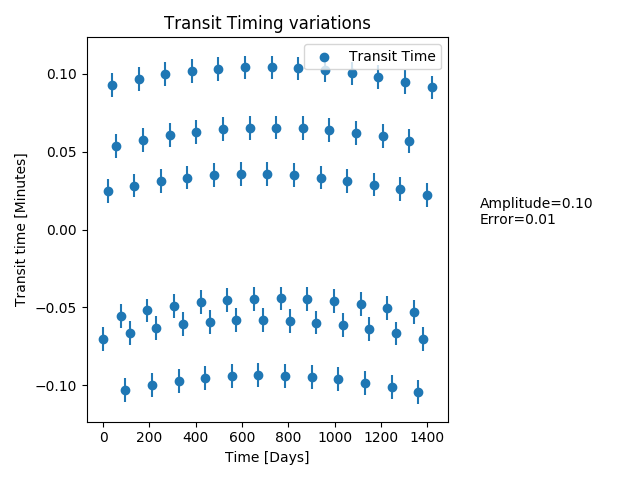 Transit Timing variations
Transit Time
0.10
0.05
0.00
−0.05
−0.10
Transit time [Minutes]
0 200 400 600 800 1000 1200 1400
Time [Days]
Amplitude=0.10
Error=0.01